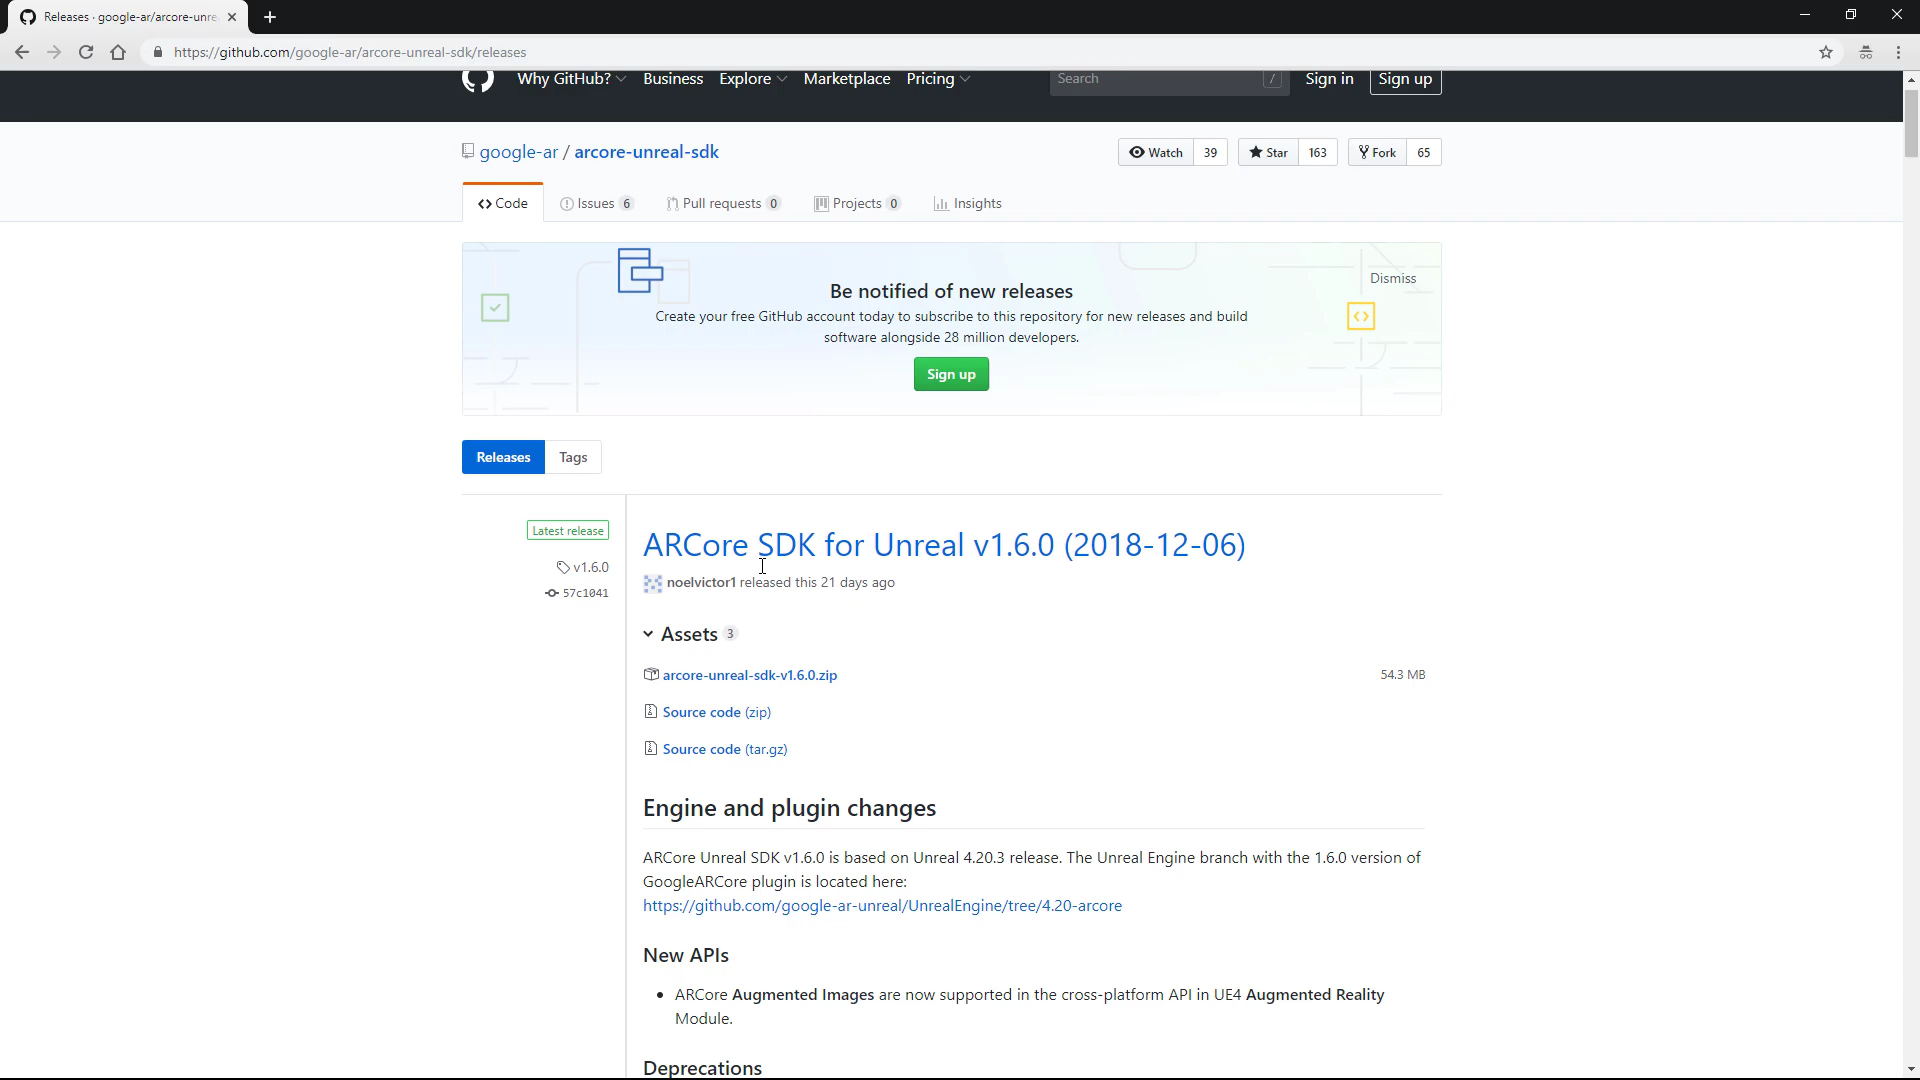 Releases · google-ar/arcore-unre
https://github.com/google-ar/arcore-unreal-sdk/releases
Why GitHub? Business Explore Marketplace Pricing Search / Sign in Sign up
google-ar / arcore-unreal-sdk Watch 39 Star 163 Fork 65
Code Issues 6 Pull requests 0 Projects 0 Insights
Dismiss
Be notified of new releases
Create your free GitHub account today to subscribe to this repository for new releases and build
software alongside 28 million developers.
Sign up
Releases Tags
Latest release
v1.6.0
57c1041
ARCore SDK for Unreal v1.6.0 (2018-12-06)
noelvictor1 released this 21 days ago
Assets 3
arcore-unreal-sdk-v1.6.0.zip 54.3 MB
Source code (zip)
Source code (tar.gz)
Engine and plugin changes
ARCore Unreal SDK v1.6.0 is based on Unreal 4.20.3 release. The Unreal Engine branch with the 1.6.0 version of
GoogleARCore plugin is located here:
https://github.com/google-ar-unreal/UnrealEngine/tree/4.20-arcore
New APIs
• ARCore Augmented Images are now supported in the cross-platform API in UE4 Augmented Reality
Module.
Deprecations